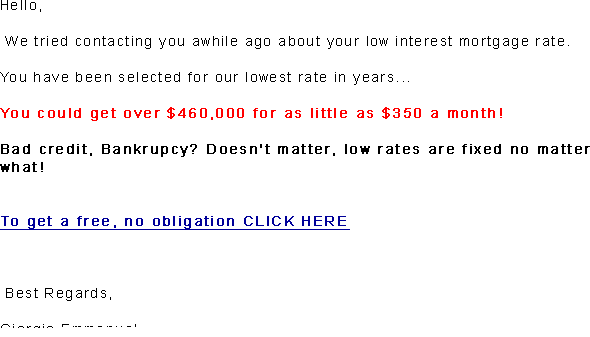 Hello,
We tried contacting you awhile ago about your low interest mortgage rate.
You have been selected for our lowest rate in years...
You could get over $460,000 for as little as $350 a month!
Bad credit, Bankrupcy? Doesn't matter, low rates are fixed no matter
what!
To get a free, no obligation CLICK HERE
Best Regards,